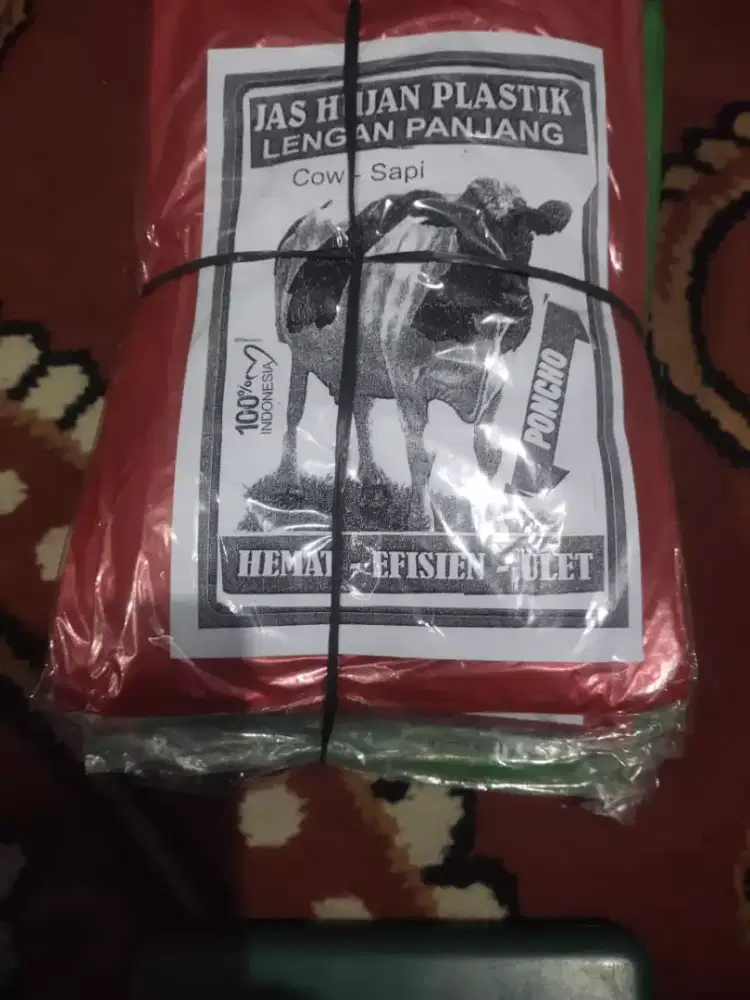 JAS HUJAN PLASTIK
LENGAN PANJANG
Cow - Sapi
100%
INDONESIA
PONCHO
HEMAT - EFISIEN - ULET